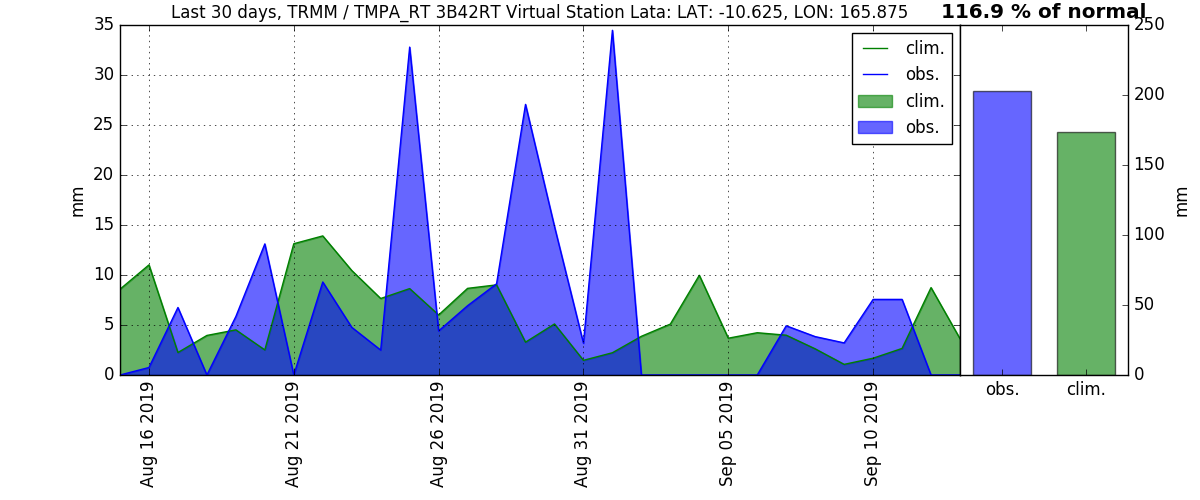 Last 30 days, TRMM / TMPA_RT 3B42RT Virtual Station Lata: LAT: -10.625, LON: 165.875
116.9 % of normal
35
30
25
20
15
10
5
0
mm
clim.
obs.
clim.
obs.
Aug 16 2019
Aug 21 2019
Aug 26 2019
Aug 31 2019
Sep 05 2019
Sep 10 2019
250
200
150
100
50
0
mm
obs.
clim.